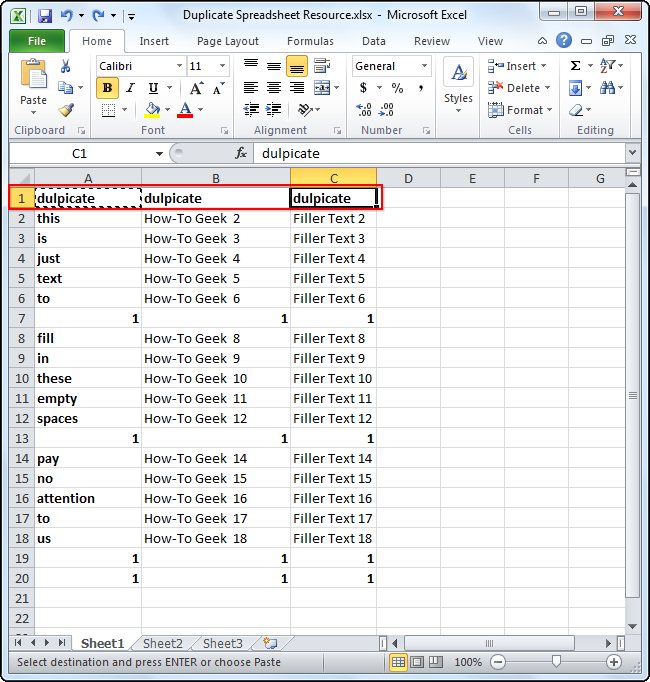 Duplicate Spreadsheet Resource.xlsx - Microsoft Excel
File Home Insert Page Layout Formulas Data Review View
Paste
Clipboard
Calibri 11
B I U A A
A
Font
Alignment
General
$ % ,
.00 .0
Number
A
Styles
Insert
Delete
Format
Cells
Σ
Editing
C1 fx dulpicate
A B C D E F G
1 dulpicate dulpicate dulpicate
2 this How-To Geek 2 Filler Text 2
3 is How-To Geek 3 Filler Text 3
4 just How-To Geek 4 Filler Text 4
5 text How-To Geek 5 Filler Text 5
6 to How-To Geek 6 Filler Text 6
7 1 1 1
8 fill How-To Geek 8 Filler Text 8
9 in How-To Geek 9 Filler Text 9
10 these How-To Geek 10 Filler Text 10
11 empty How-To Geek 11 Filler Text 11
12 spaces How-To Geek 12 Filler Text 12
13 1 1 1
14 pay How-To Geek 14 Filler Text 14
15 no How-To Geek 15 Filler Text 15
16 attention How-To Geek 16 Filler Text 16
17 to How-To Geek 17 Filler Text 17
18 us How-To Geek 18 Filler Text 18
19 1 1 1
20 1 1 1
21
22
Sheet1 Sheet2 Sheet3
Select destination and press ENTER or choose Paste 100%